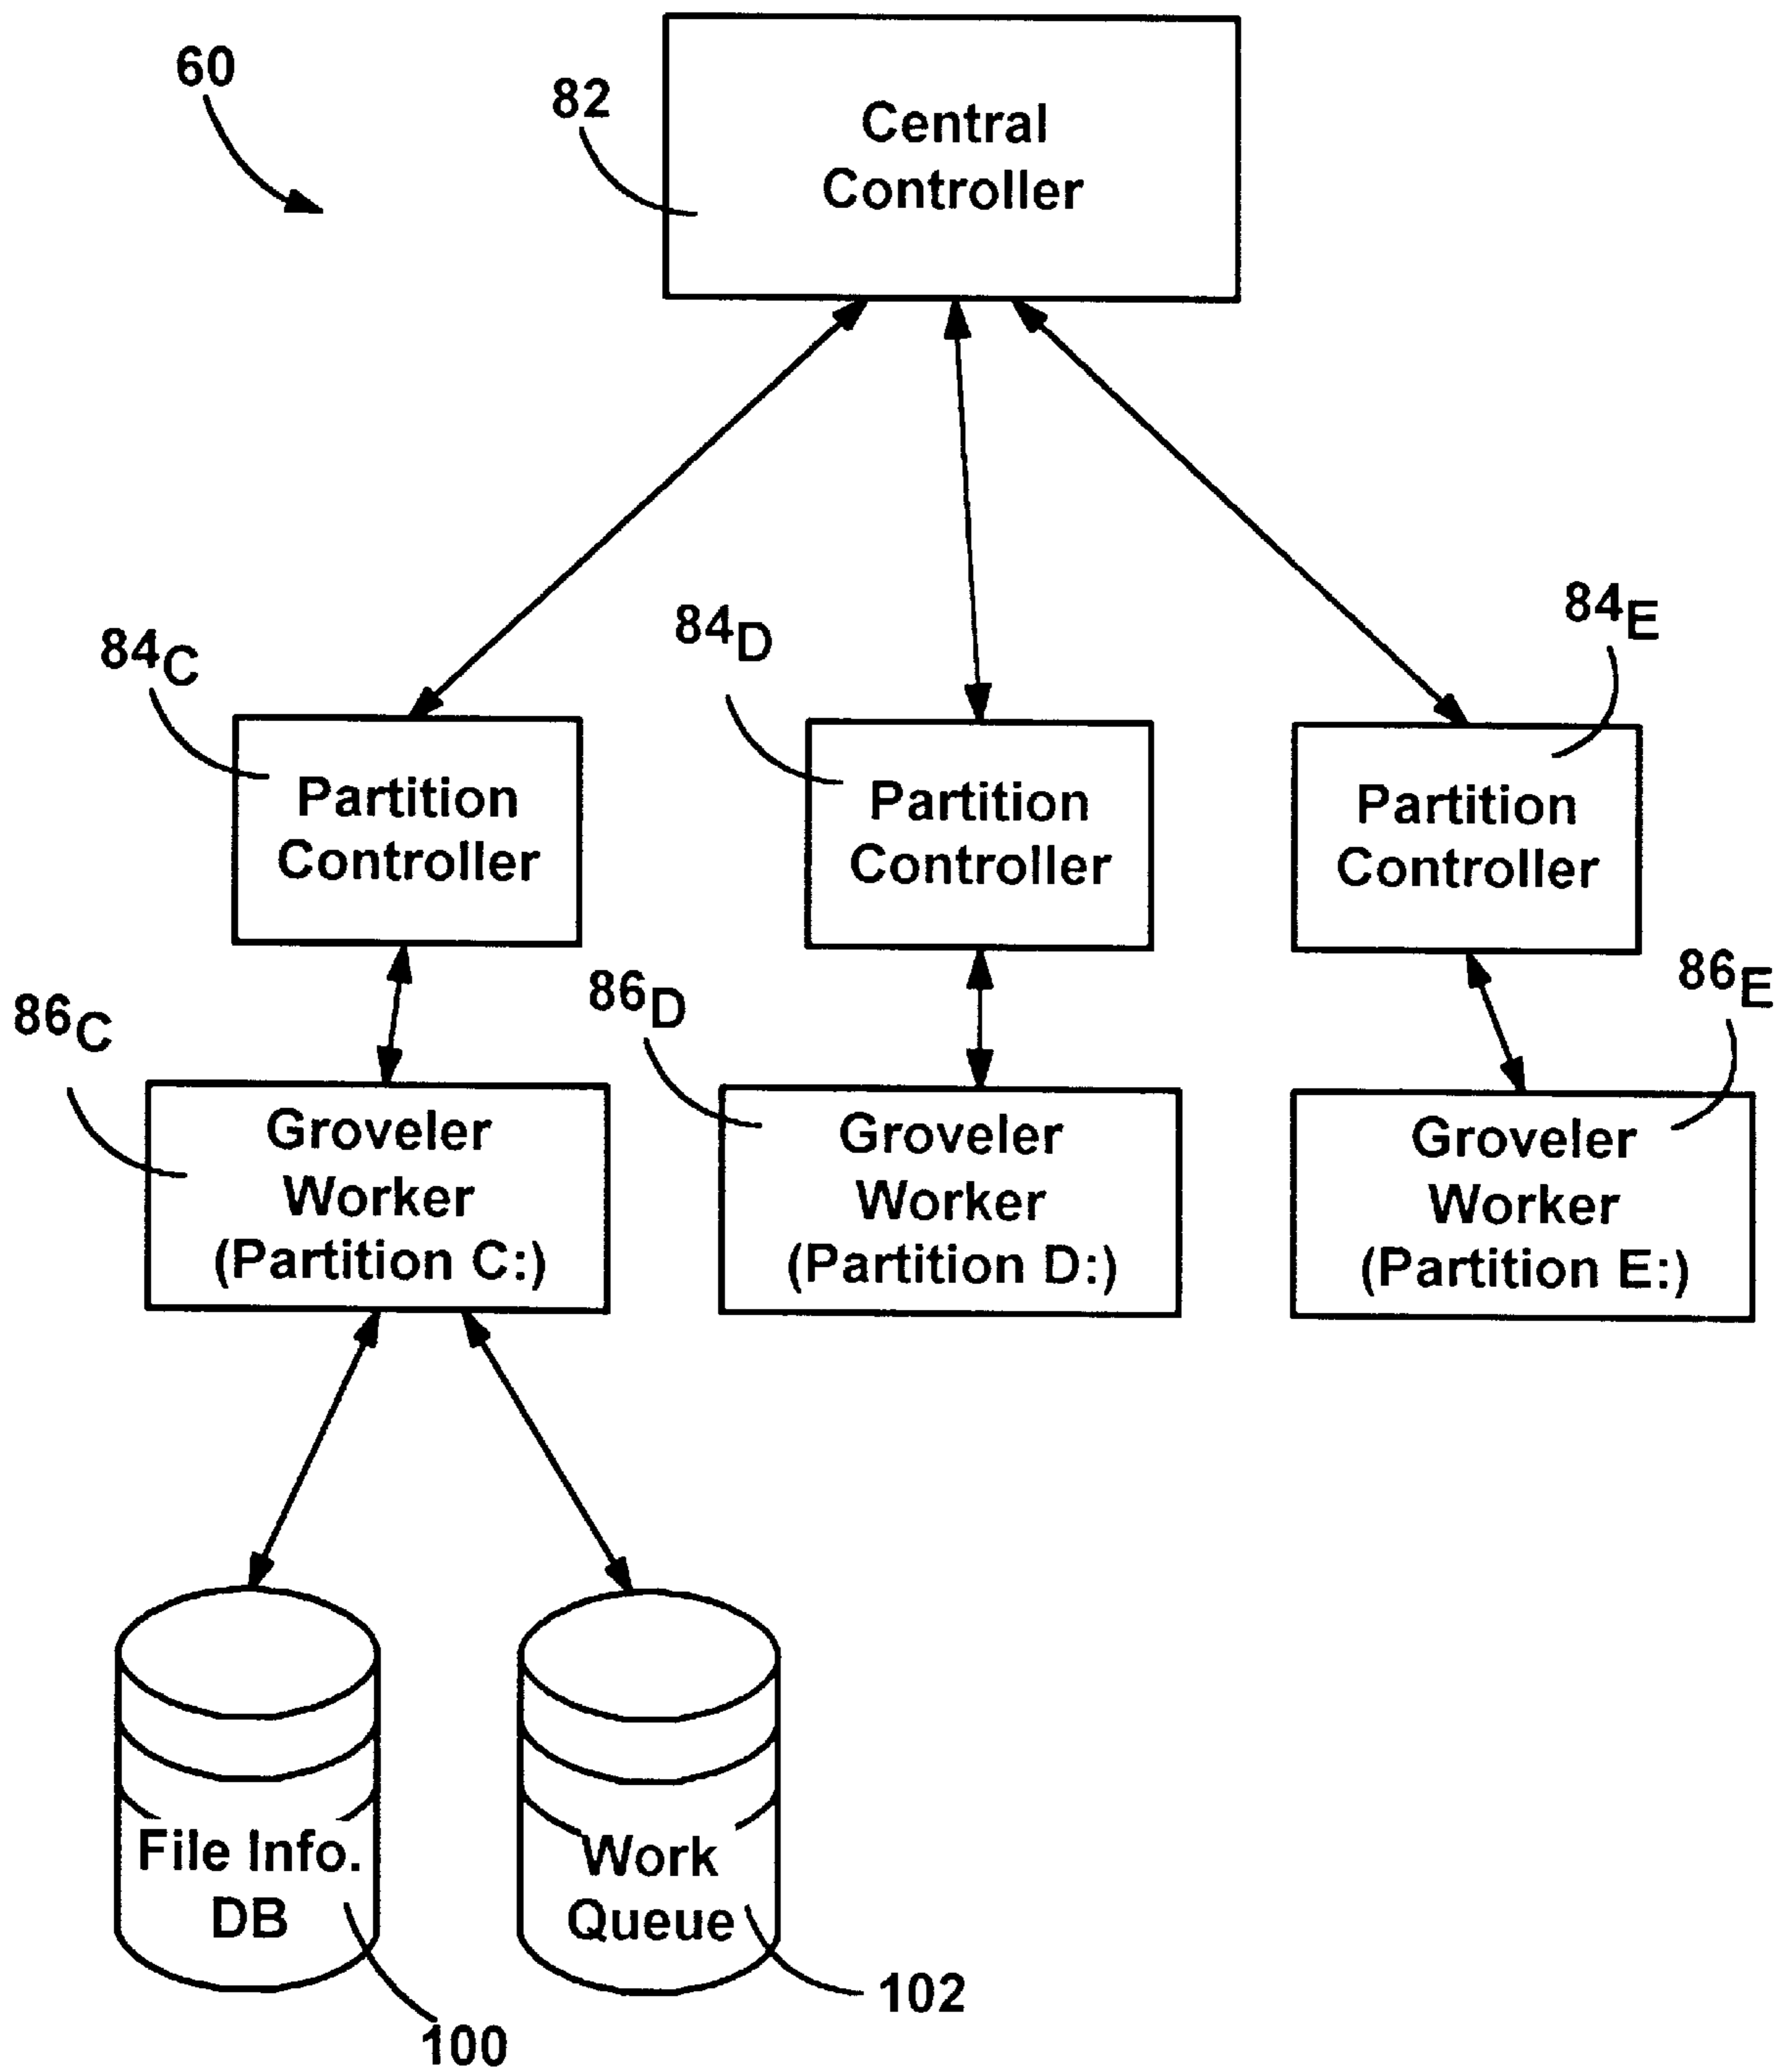 60
82
Central
Controller
84C
84D
84E
Partition
Controller
Partition
Controller
Partition
Controller
86C
86D
86E
Groveler
Worker
(Partition C:)
Groveler
Worker
(Partition D:)
Groveler
Worker
(Partition E:)
File Info.
DB
Work
Queue
100
102